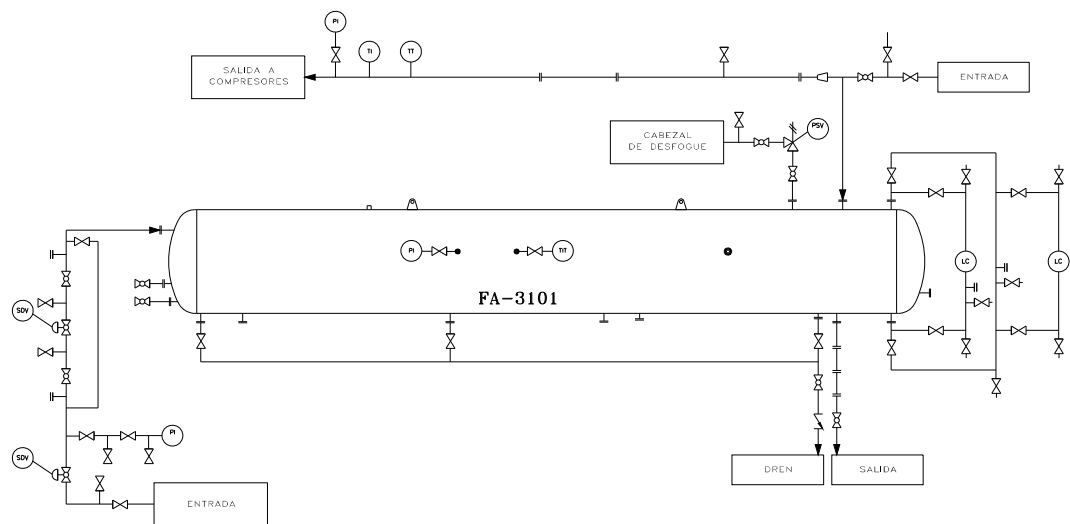 PI
TI
TT
SALIDA A
COMPRESORES
ENTRADA
CABEZAL
DE DESFOGUE
PSV
PI
TIT
LC
LC
FA-3101
SDV
PI
SDV
DREN
SALIDA
ENTRADA